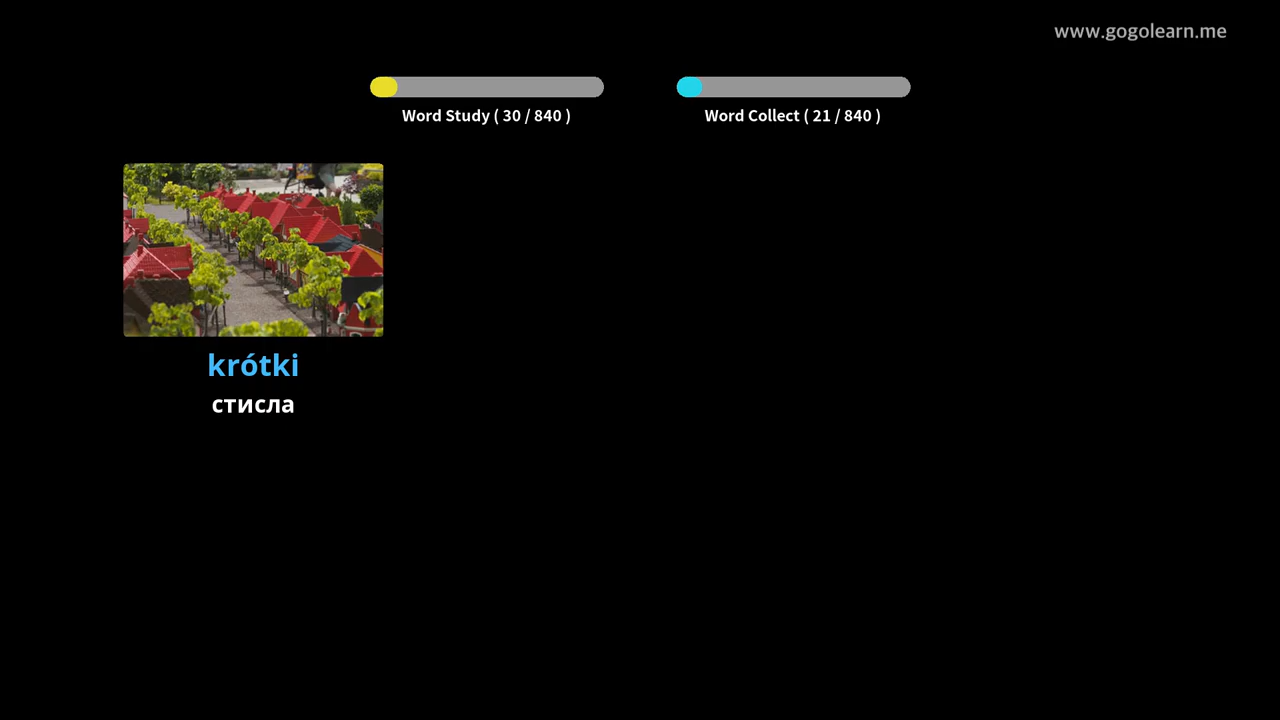 www.gogolearn.me
Word Study ( 30 / 840 )
Word Collect ( 21 / 840 )
krótki
стисла